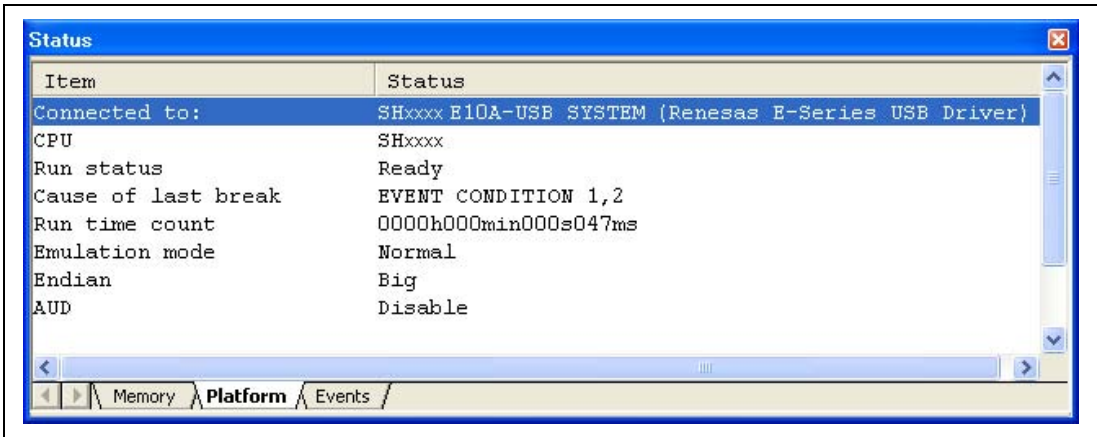 Status
Item Status
Connected to: SHxxxx E10A-USB SYSTEM (Renesas E-Series USB Driver)
CPU SHxxxx
Run status Ready
Cause of last break EVENT CONDITION 1,2
Run time count 0000h000min000s047ms
Emulation mode Normal
Endian Big
AUD Disable
Memory Platform Events